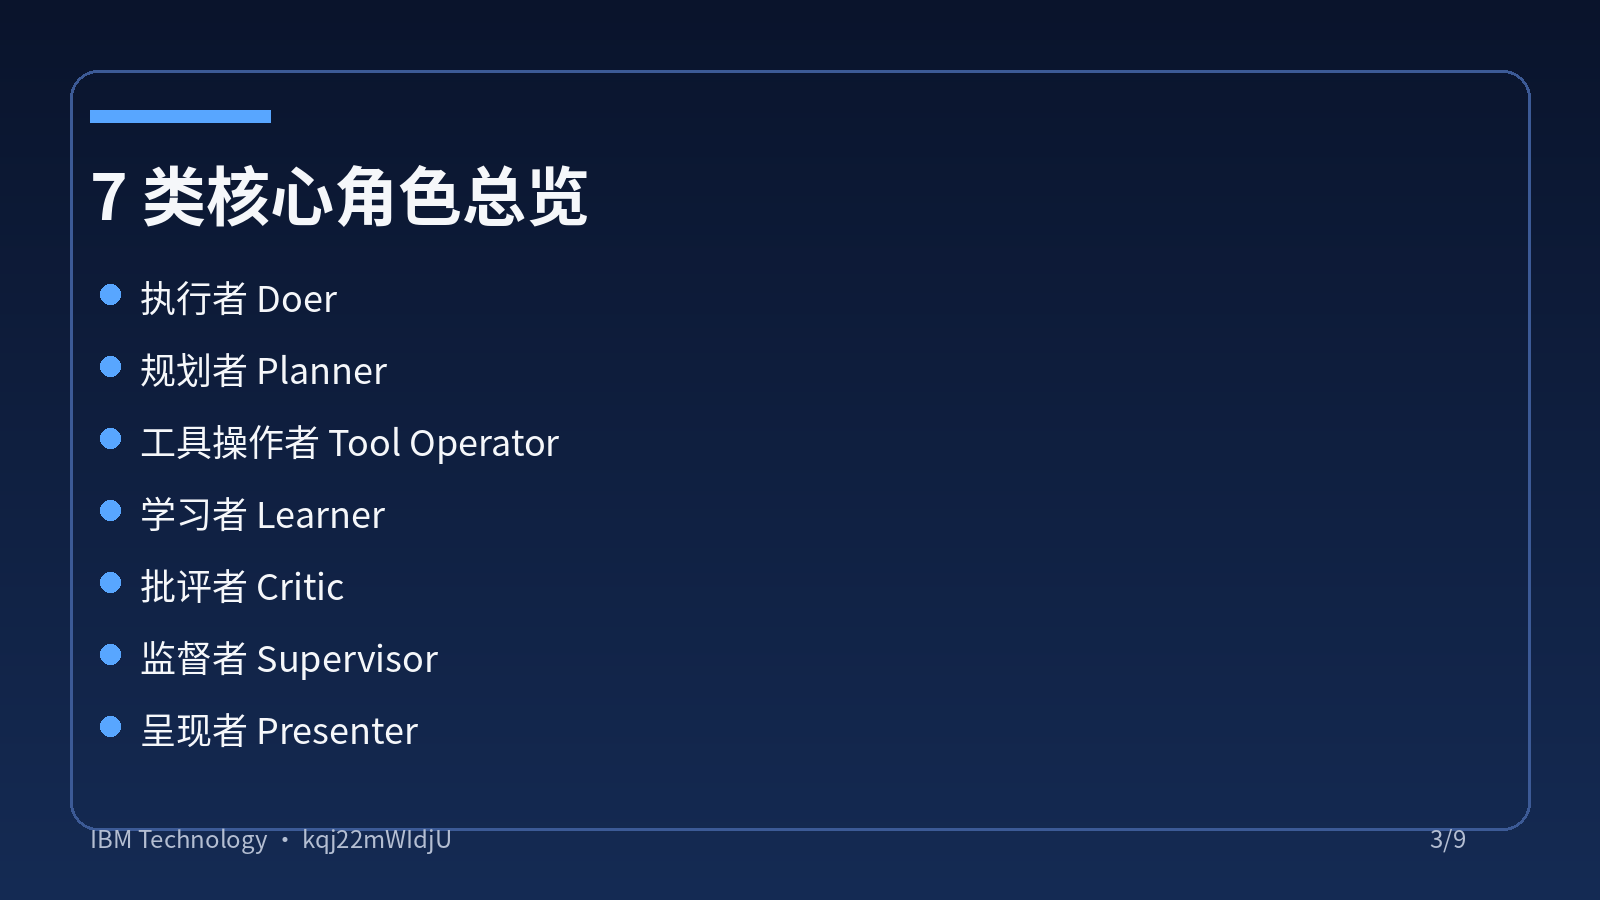 7 类核心角色总览
执行者 Doer
规划者 Planner
工具操作者 Tool Operator
学习者 Learner
批评者 Critic
监督者 Supervisor
呈现者 Presenter
IBM Technology · kqj22mWIdjU
3/9